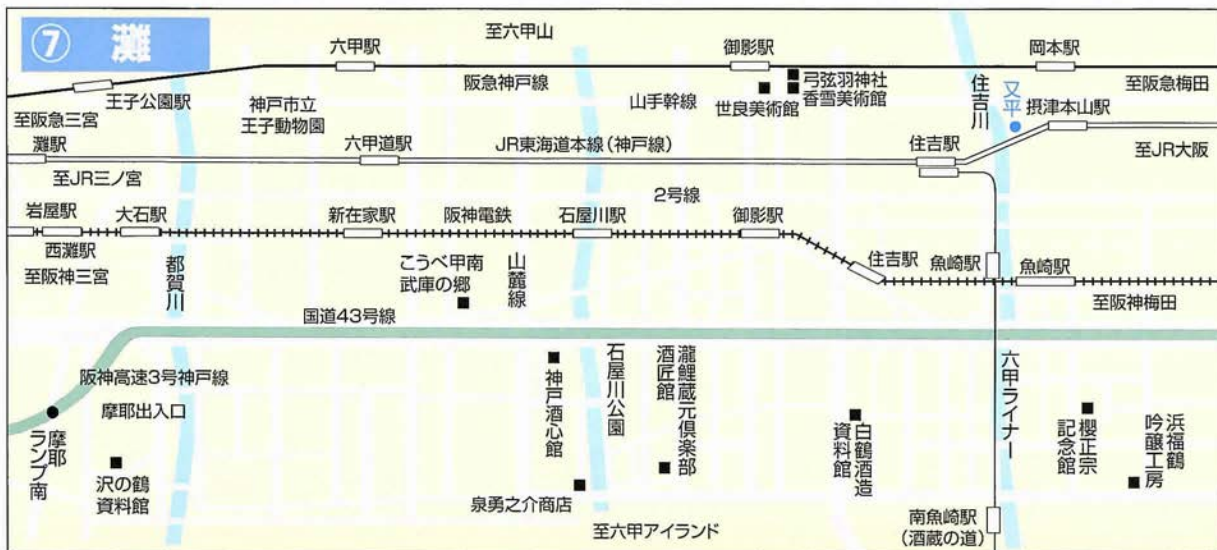 ⑦ 灘
六甲駅
至六甲山
御影駅
岡本駅
阪急神戸線
弓弦羽神社
香雪美術館
世良美術館
山手幹線
住吉川
又平
至阪急梅田
王子公園駅
至阪急三宮
神戸市立
王子動物園
摂津本山駅
灘駅
六甲道駅
JR東海道本線(神戸線)
住吉駅
至JR大阪
至JR三ノ宮
2号線
岩屋駅
大石駅
新在家駅
阪神電鉄
石屋川駅
御影駅
西灘駅
至阪神三宮
都賀川
こうべ甲南
武庫の郷
山麓線
住吉駅
魚崎駅
魚崎駅
至阪神梅田
国道43号線
阪神高速3号神戸線
摩耶出入口
摩耶
ランプ南
沢の鶴
資料館
神戸酒心館
石屋川公園
瀧鯉蔵元倶楽部
酒匠館
泉勇之介商店
白鶴酒造
資料館
六甲ライナー
櫻正宗
記念館
浜福鶴
吟醸工房
至六甲アイランド
南魚崎駅
(酒蔵の道)